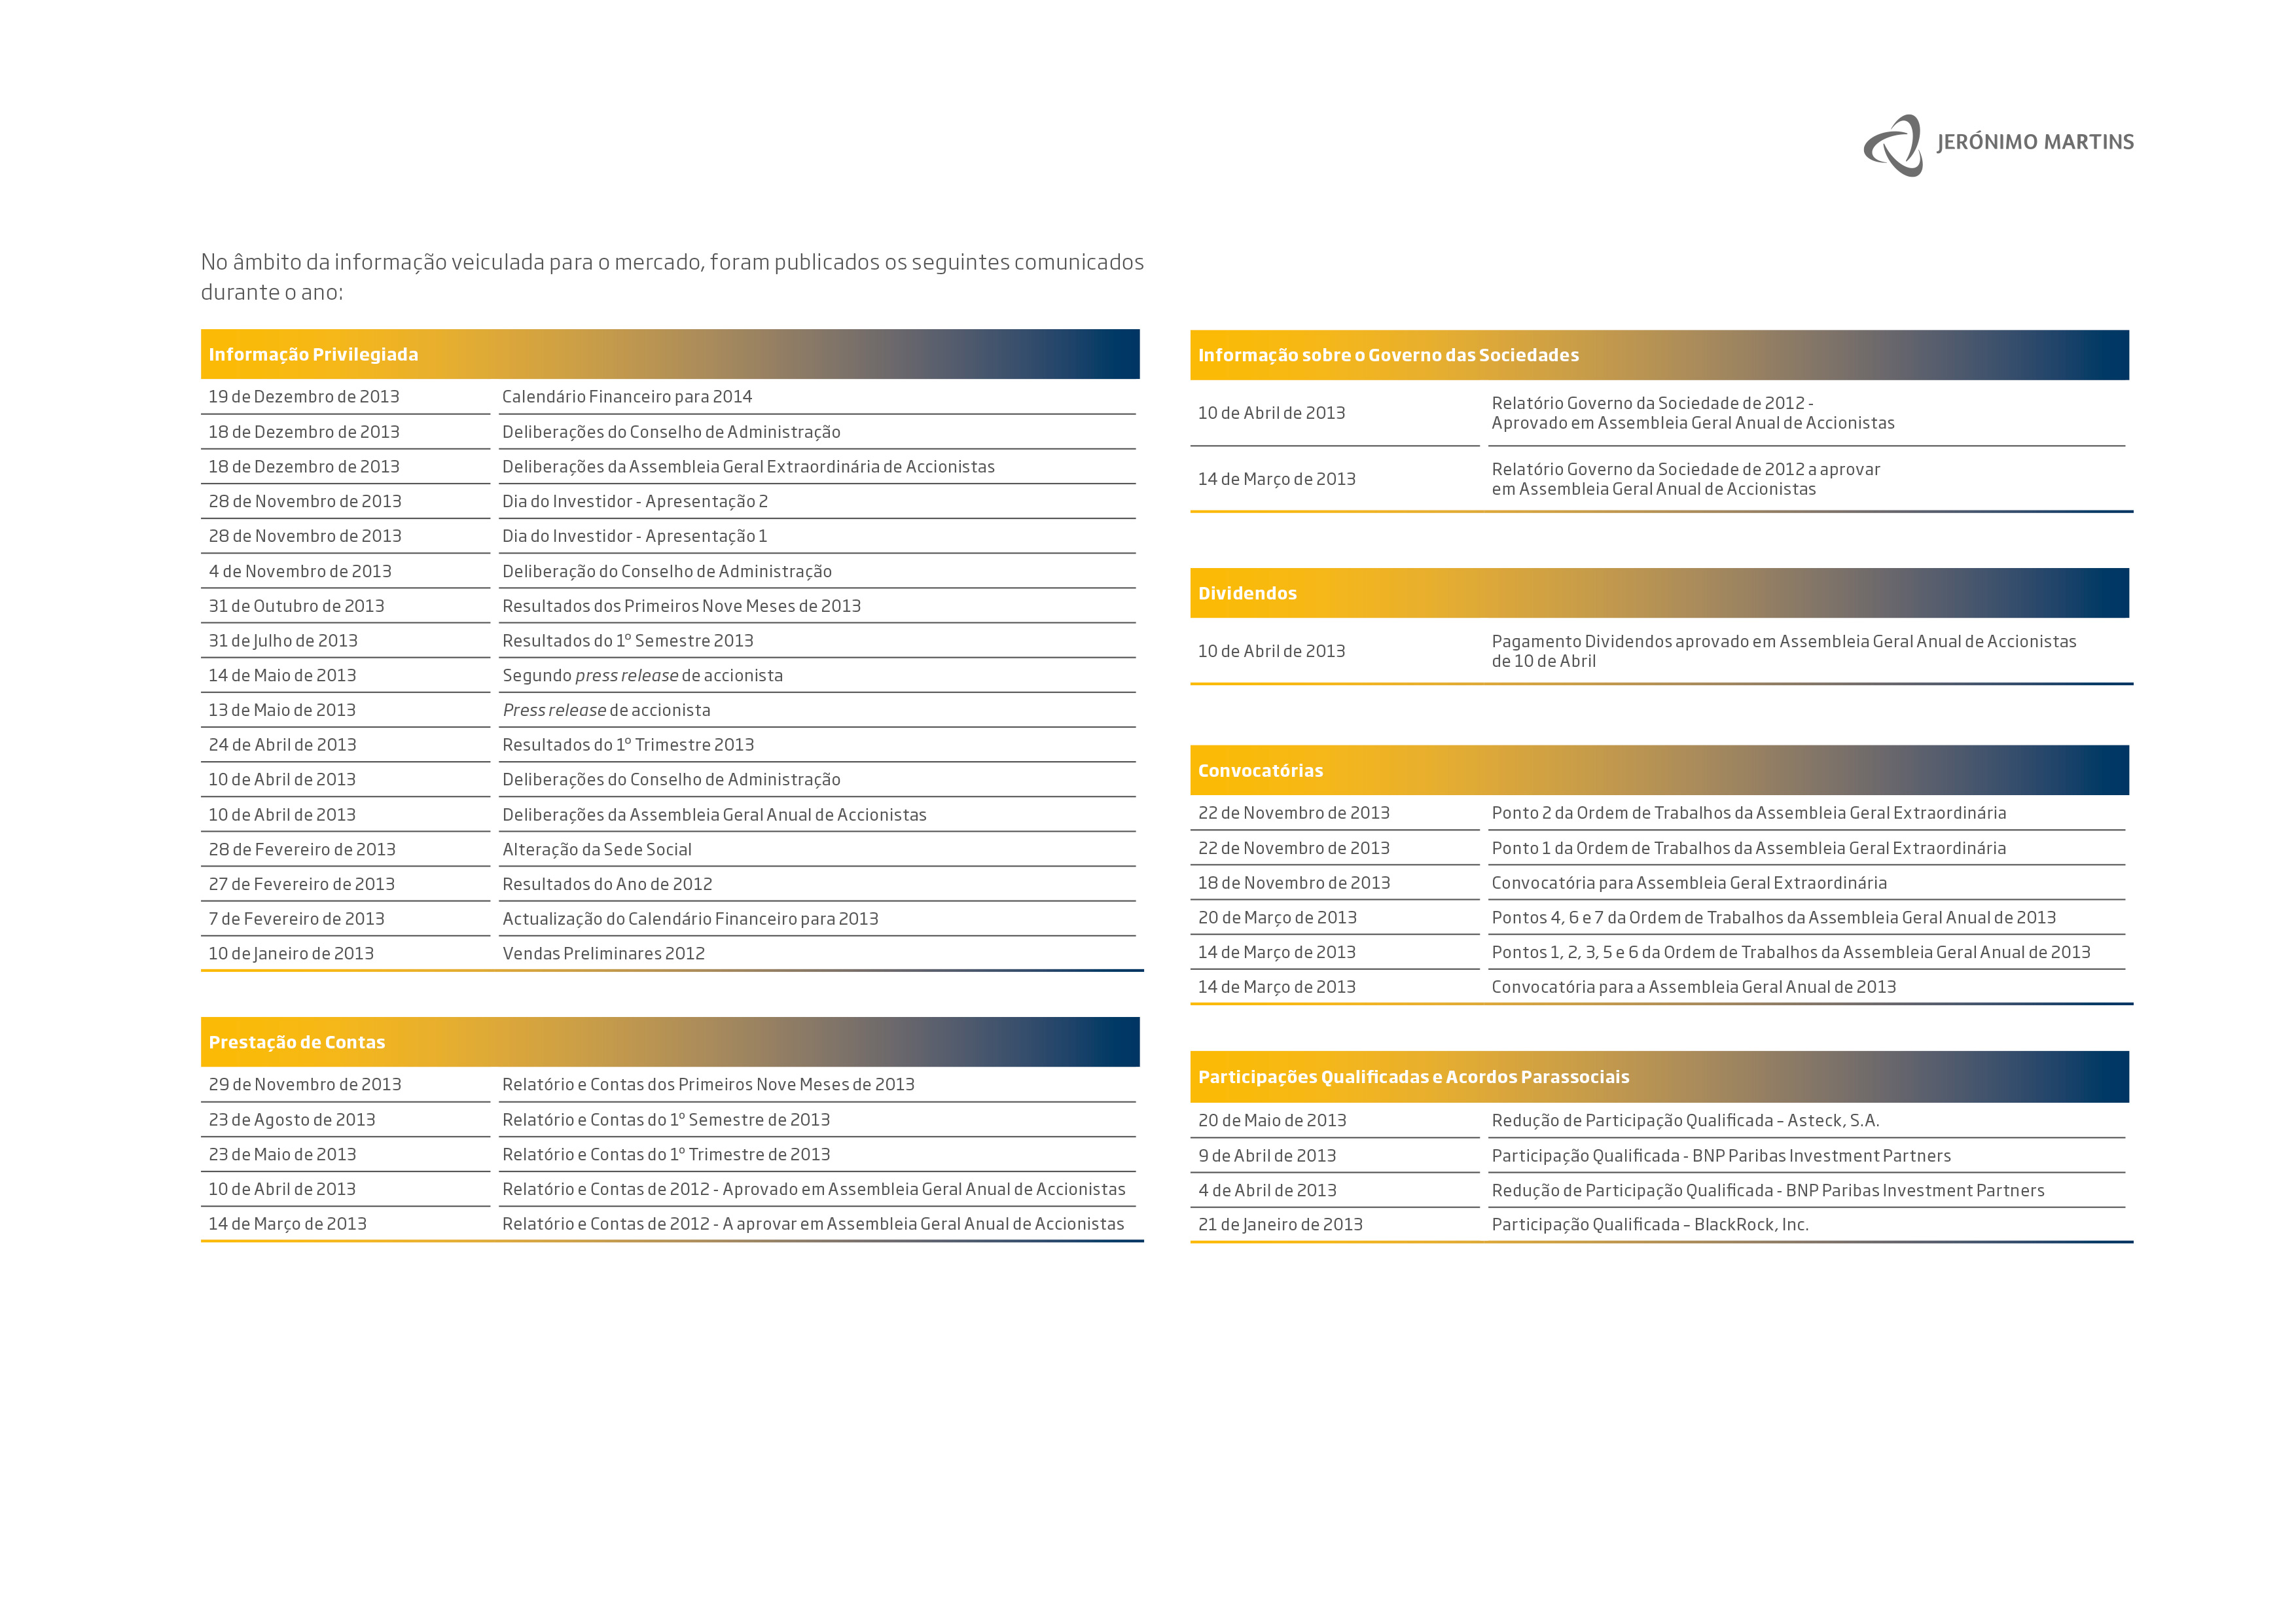 JERÓNIMO MARTINS
No âmbito da informação veiculada para o mercado, foram publicados os seguintes comunicados
durante o ano:
Informação Privilegiada
19 de Dezembro de 2013 Calendário Financeiro para 2014
18 de Dezembro de 2013 Deliberações do Conselho de Administração
18 de Dezembro de 2013 Deliberações da Assembleia Geral Extraordinária de Accionistas
28 de Novembro de 2013 Dia do Investidor - Apresentação 2
28 de Novembro de 2013 Dia do Investidor - Apresentação 1
4 de Novembro de 2013 Deliberação do Conselho de Administração
31 de Outubro de 2013 Resultados dos Primeiros Nove Meses de 2013
31 de Julho de 2013 Resultados do 1º Semestre 2013
14 de Maio de 2013 Segundo press release de accionista
13 de Maio de 2013 Press release de accionista
24 de Abril de 2013 Resultados do 1º Trimestre 2013
10 de Abril de 2013 Deliberações do Conselho de Administração
10 de Abril de 2013 Deliberações da Assembleia Geral Anual de Accionistas
28 de Fevereiro de 2013 Alteração da Sede Social
27 de Fevereiro de 2013 Resultados do Ano de 2012
7 de Fevereiro de 2013 Actualização do Calendário Financeiro para 2013
10 de Janeiro de 2013 Vendas Preliminares 2012
Prestação de Contas
29 de Novembro de 2013 Relatório e Contas dos Primeiros Nove Meses de 2013
23 de Agosto de 2013 Relatório e Contas do 1º Semestre de 2013
23 de Maio de 2013 Relatório e Contas do 1º Trimestre de 2013
10 de Abril de 2013 Relatório e Contas de 2012 - Aprovado em Assembleia Geral Anual de Accionistas
14 de Março de 2013 Relatório e Contas de 2012 - A aprovar em Assembleia Geral Anual de Accionistas
Informação sobre o Governo das Sociedades
10 de Abril de 2013 Relatório Governo da Sociedade de 2012 -
Aprovado em Assembleia Geral Anual de Accionistas
14 de Março de 2013 Relatório Governo da Sociedade de 2012 a aprovar
em Assembleia Geral Anual de Accionistas
Dividendos
10 de Abril de 2013 Pagamento Dividendos aprovado em Assembleia Geral Anual de Accionistas
de 10 de Abril
Convocatórias
22 de Novembro de 2013 Ponto 2 da Ordem de Trabalhos da Assembleia Geral Extraordinária
22 de Novembro de 2013 Ponto 1 da Ordem de Trabalhos da Assembleia Geral Extraordinária
18 de Novembro de 2013 Convocatória para Assembleia Geral Extraordinária
20 de Março de 2013 Pontos 4, 6 e 7 da Ordem de Trabalhos da Assembleia Geral Anual de 2013
14 de Março de 2013 Pontos 1, 2, 3, 5 e 6 da Ordem de Trabalhos da Assembleia Geral Anual de 2013
14 de Março de 2013 Convocatória para a Assembleia Geral Anual de 2013
Participações Qualificadas e Acordos Parassociais
20 de Maio de 2013 Redução de Participação Qualificada – Asteck, S.A.
9 de Abril de 2013 Participação Qualificada - BNP Paribas Investment Partners
4 de Abril de 2013 Redução de Participação Qualificada - BNP Paribas Investment Partners
21 de Janeiro de 2013 Participação Qualificada – BlackRock, Inc.